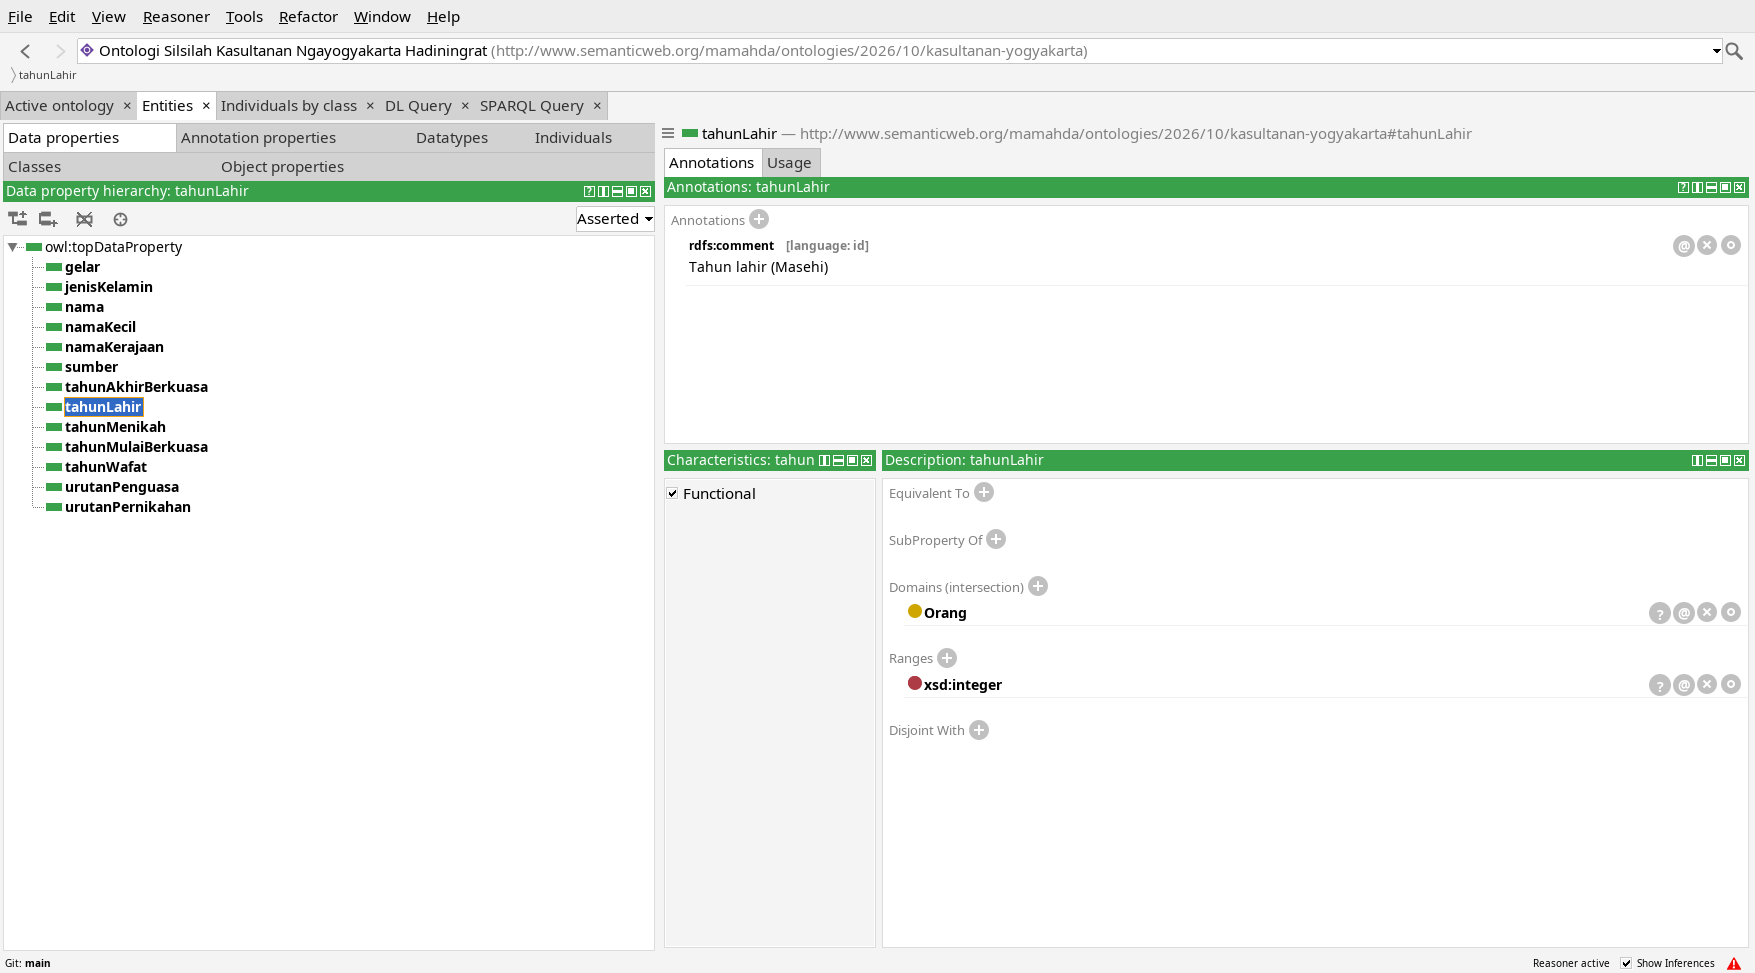 File Edit View Reasoner Tools Refactor Window Help
Ontologi Silsilah Kasultanan Ngayogyakarta Hadiningrat (http://www.semanticweb.org/mamahda/ontologies/2026/10/kasultanan-yogyakarta)
tahunLahir
Active ontology × Entities × Individuals by class × DL Query × SPARQL Query ×
Data properties Annotation properties Datatypes Individuals
Classes Object properties
Data property hierarchy: tahunLahir
Asserted
owl:topDataProperty
gelar
jenisKelamin
nama
namaKecil
namaKerajaan
sumber
tahunAkhirBerkuasa
tahunLahir
tahunMenikah
tahunMulaiBerkuasa
tahunWafat
urutanPenguasa
urutanPernikahan
tahunLahir — http://www.semanticweb.org/mamahda/ontologies/2026/10/kasultanan-yogyakarta#tahunLahir
Annotations Usage
Annotations: tahunLahir
Annotations
rdfs:comment [language: id]
Tahun lahir (Masehi)
Characteristics: tahun
Functional
Description: tahunLahir
Equivalent To
SubProperty Of
Domains (intersection)
Orang
Ranges
xsd:integer
Disjoint With
Git: main
Reasoner active Show Inferences